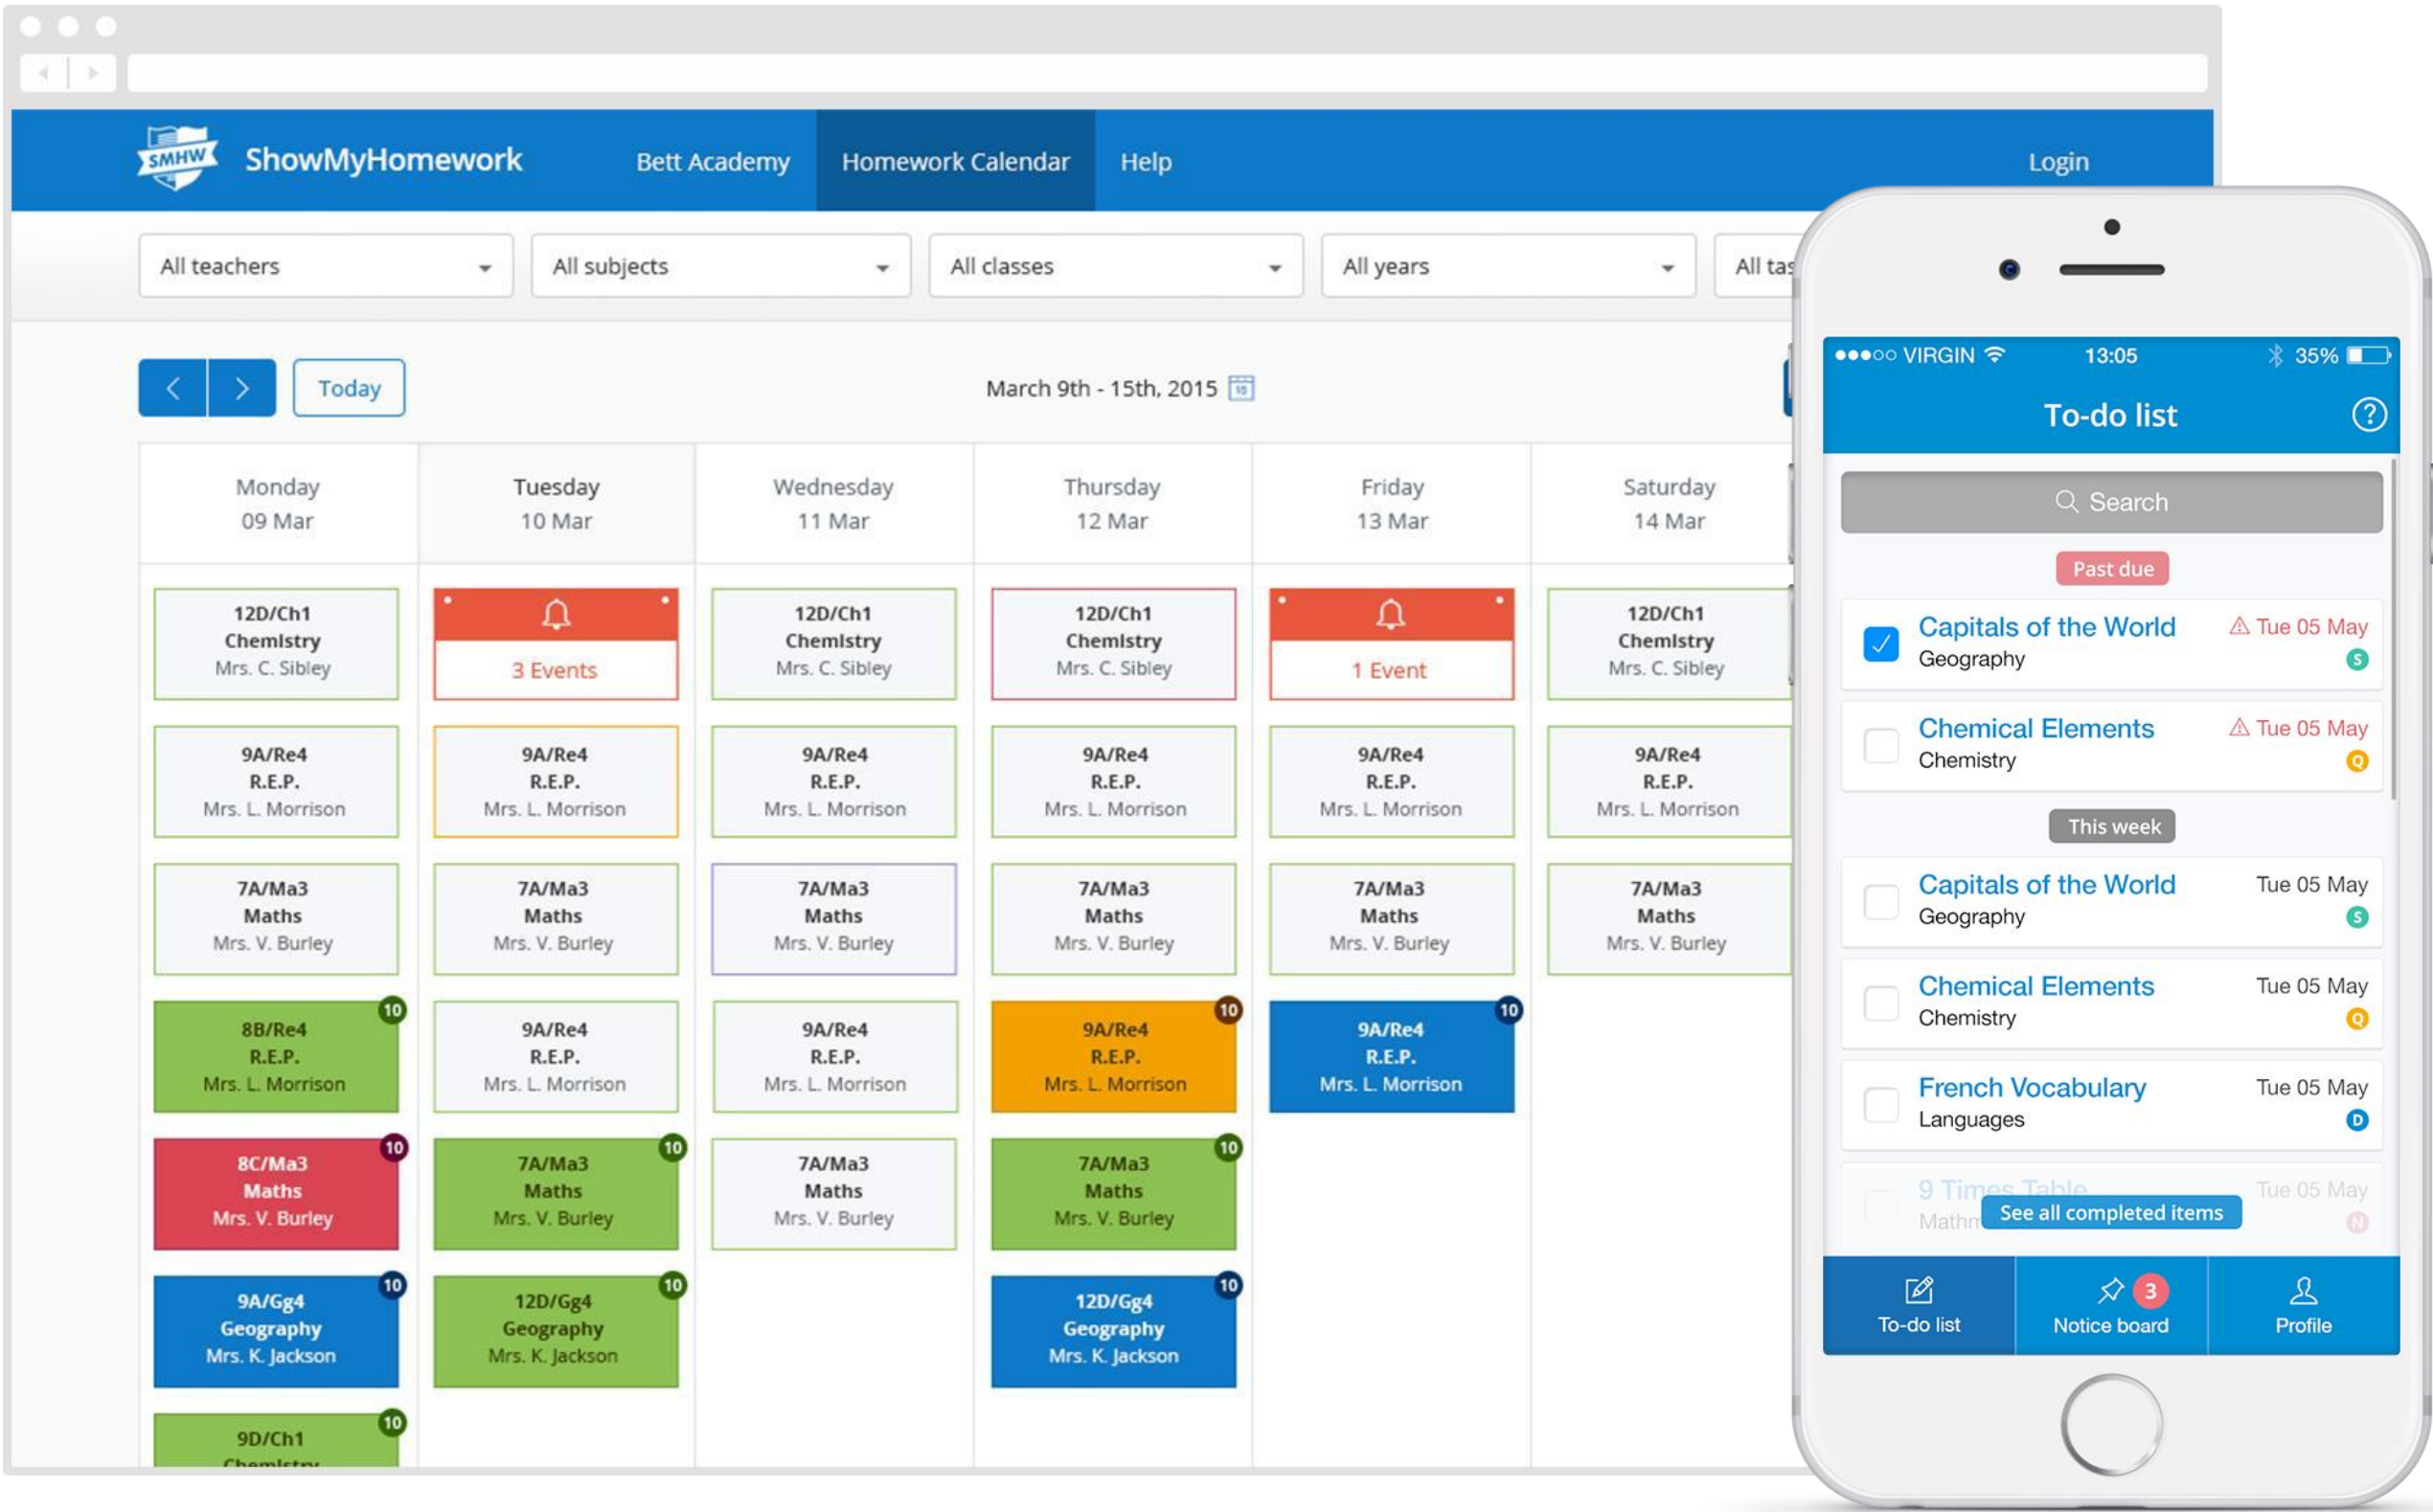 SMHW
ShowMyHomework
Bett Academy
Homework Calendar
Help
Login
All teachers
All subjects
All classes
All years
All
Today
March 9th - 15th, 2015
15
Monday
09 Mar
Tuesday
10 Mar
Wednesday
11 Mar
Thursday
12 Mar
Friday
13 Mar
Saturday
14 Mar
12D/Ch1
Chemistry
Mrs. C. Sibley
3 Events
12D/Ch1
Chemistry
Mrs. C. Sibley
12D/Ch1
Chemistry
Mrs. C. Sibley
1 Event
12D/Ch1
Chemistry
Mrs. C. Sibley
9A/Re4
R.E.P.
Mrs. L. Morrison
9A/Re4
R.E.P.
Mrs. L. Morrison
9A/Re4
R.E.P.
Mrs. L. Morrison
9A/Re4
R.E.P.
Mrs. L. Morrison
9A/Re4
R.E.P.
Mrs. L. Morrison
9A/Re4
R.E.P.
Mrs. L. Morrison
7A/Ma3
Maths
Mrs. V. Burley
7A/Ma3
Maths
Mrs. V. Burley
7A/Ma3
Maths
Mrs. V. Burley
7A/Ma3
Maths
Mrs. V. Burley
7A/Ma3
Maths
Mrs. V. Burley
7A/Ma3
Maths
Mrs. V. Burley
10
8B/Re4
R.E.P.
Mrs. L. Morrison
9A/Re4
R.E.P.
Mrs. L. Morrison
9A/Re4
R.E.P.
Mrs. L. Morrison
10
9A/Re4
R.E.P.
Mrs. L. Morrison
10
9A/Re4
R.E.P.
Mrs. L. Morrison
10
8C/Ma3
Maths
Mrs. V. Burley
10
7A/Ma3
Maths
Mrs. V. Burley
7A/Ma3
Maths
Mrs. V. Burley
10
7A/Ma3
Maths
Mrs. V. Burley
10
9A/Gg4
Geography
Mrs. K. Jackson
10
12D/Gg4
Geography
Mrs. K. Jackson
10
12D/Gg4
Geography
Mrs. K. Jackson
10
9D/Ch1
Chemistry
VIRGIN
13:05
35%
To-do list
?
Search
Past due
Capitals of the World
Tue 05 May
Geography
S
Chemical Elements
Tue 05 May
Chemistry
Q
This week
Capitals of the World
Tue 05 May
Geography
S
Chemical Elements
Tue 05 May
Chemistry
Q
French Vocabulary
Tue 05 May
Languages
D
9 Times Table
Tue 05 May
N
See all completed items
To-do list
3
Notice board
Profile